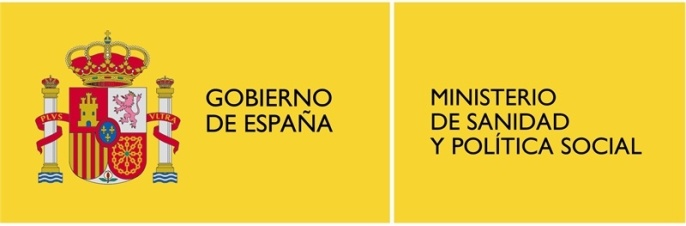 PLVS VLTRA
GOBIERNO
DE ESPAÑA
MINISTERIO
DE SANIDAD
Y POLÍTICA SOCIAL